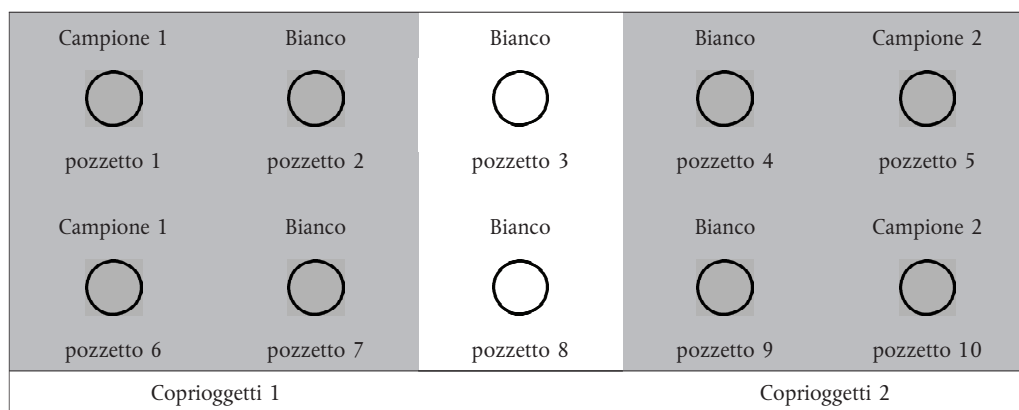 Campione 1 Bianco Bianco Bianco Campione 2
pozzetto 1 pozzetto 2 pozzetto 3 pozzetto 4 pozzetto 5
Campione 1 Bianco Bianco Bianco Campione 2
pozzetto 6 pozzetto 7 pozzetto 8 pozzetto 9 pozzetto 10
Coprioggetti 1 Coprioggetti 2